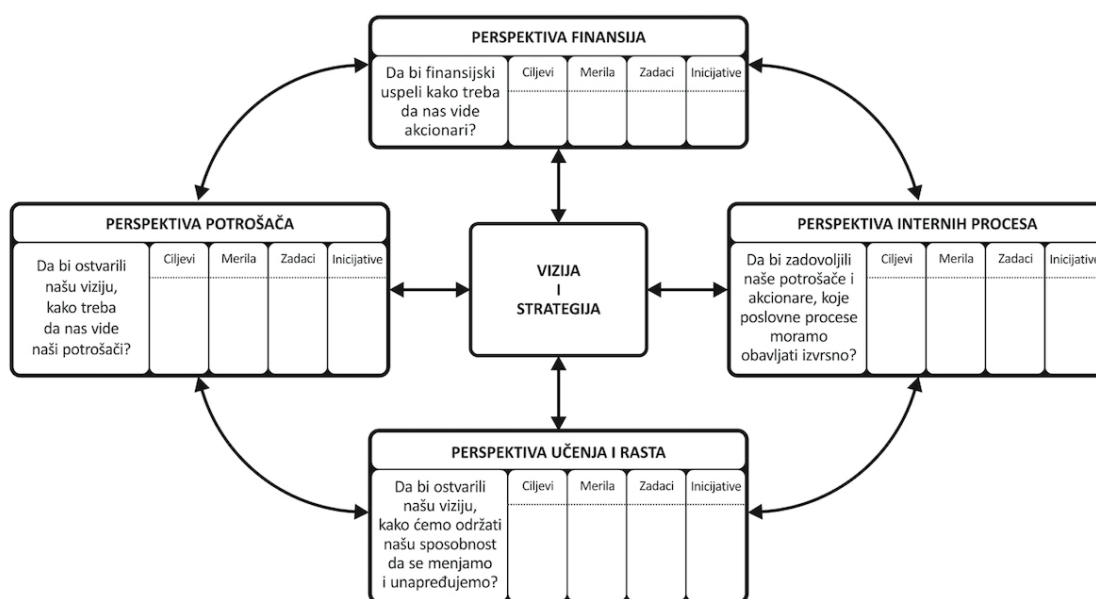 PERSPEKTIVA FINANSIJA
Da bi finansijski
uspeli kako treba
da nas vide
akcionari?
Ciljevi Merila Zadaci Inicijative
PERSPEKTIVA POTROŠAČA
Da bi ostvarili
našu viziju,
kako treba
da nas vide
naši potrošači?
Ciljevi Merila Zadaci Inicijative
VIZIJA
I
STRATEGIJA
PERSPEKTIVA INTERNIH PROCESA
Da bi zadovoljili
naše potrošače i
akcionare, koje
poslovne procese
moramo
obavljati izvrsno?
Ciljevi Merila Zadaci Inicijative
PERSPEKTIVA UČENJA I RASTA
Da bi ostvarili
našu viziju,
kako ćemo održati
našu sposobnost
da se menjamo
i unapređujemo?
Ciljevi Merila Zadaci Inicijative